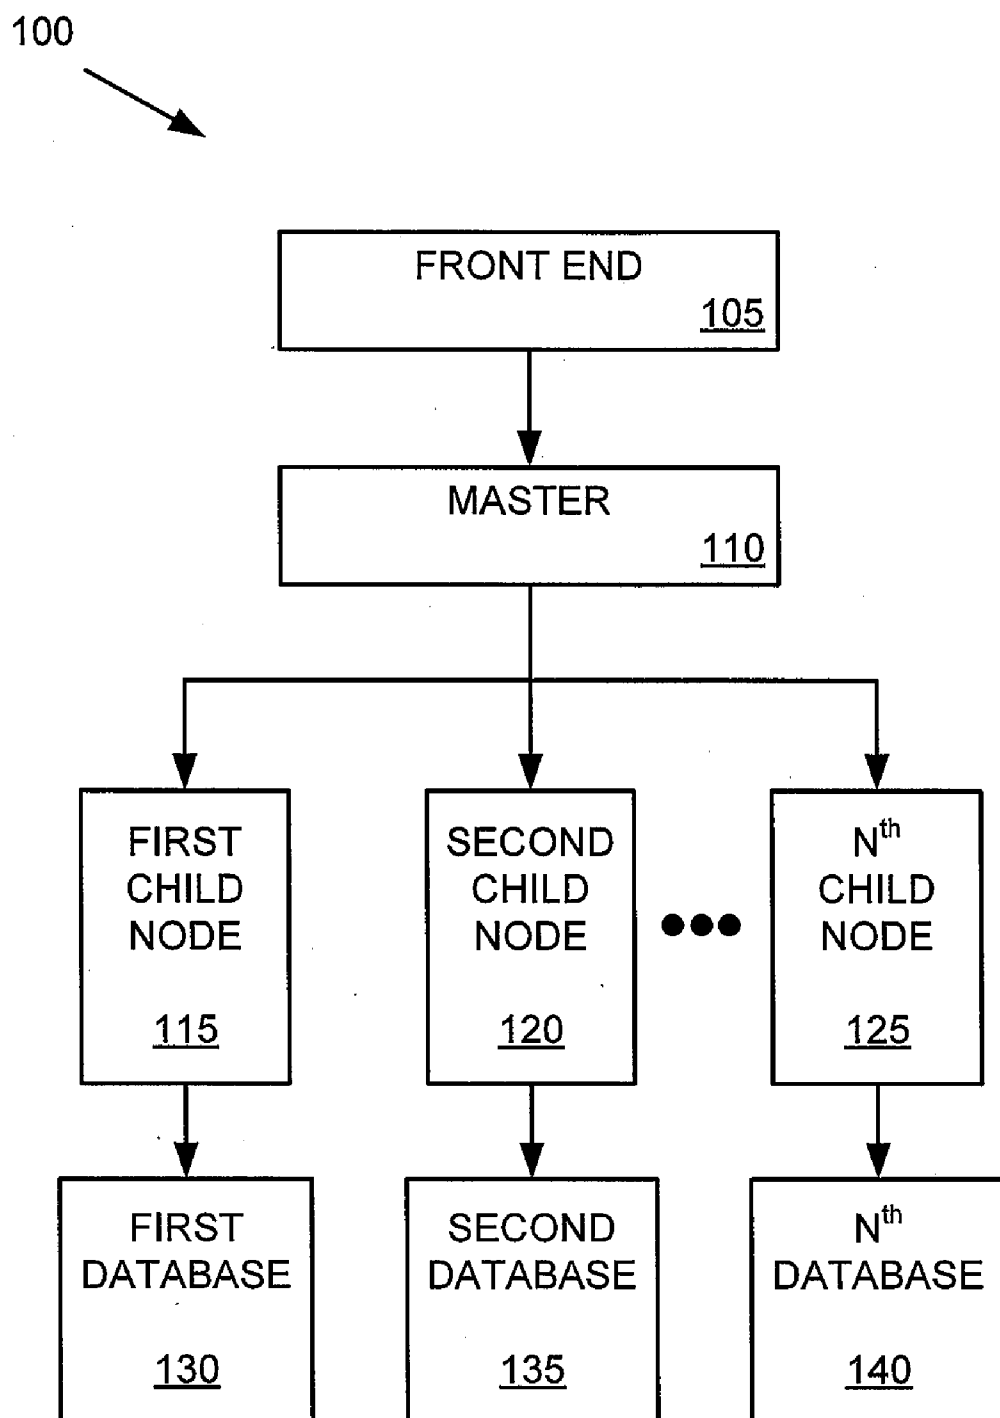 100
FRONT END
105
MASTER
110
FIRST
CHILD
NODE
115
SECOND
CHILD
NODE
120
Nth
CHILD
NODE
125
FIRST
DATABASE
130
SECOND
DATABASE
135
Nth
DATABASE
140